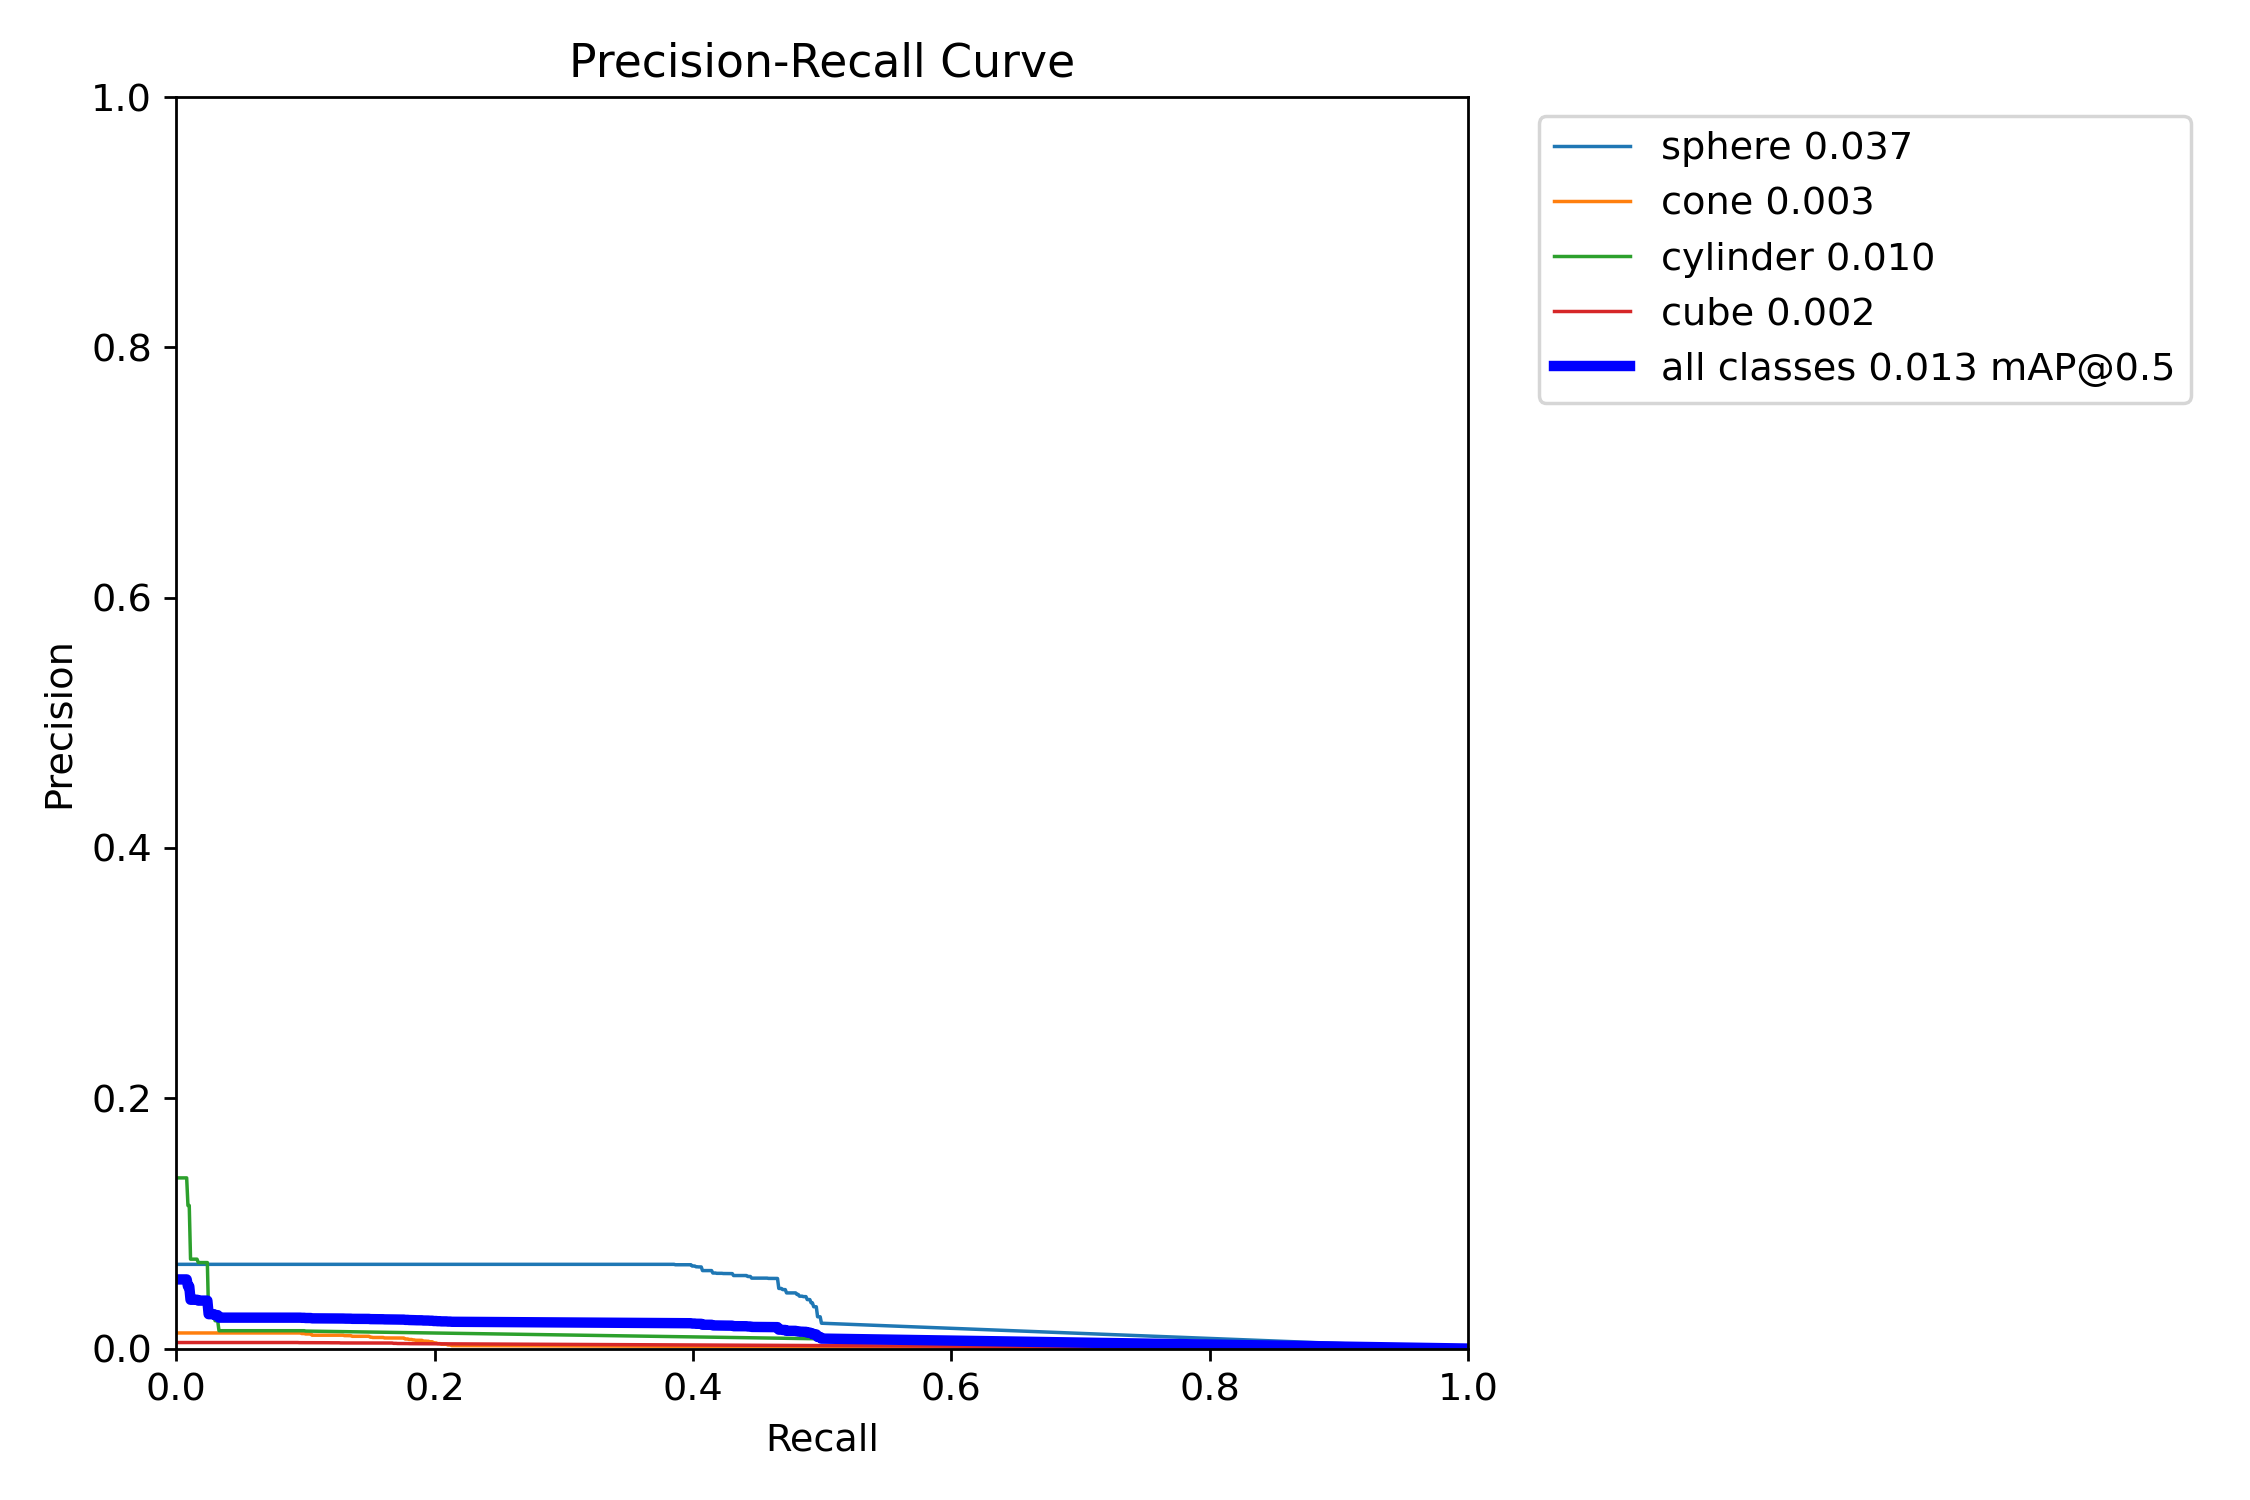 Precision-Recall Curve
1.0
0.8
0.6
0.4
0.2
0.0
Precision
0.0 0.2 0.4 0.6 0.8 1.0
Recall
sphere 0.037
cone 0.003
cylinder 0.010
cube 0.002
all classes 0.013 mAP@0.5